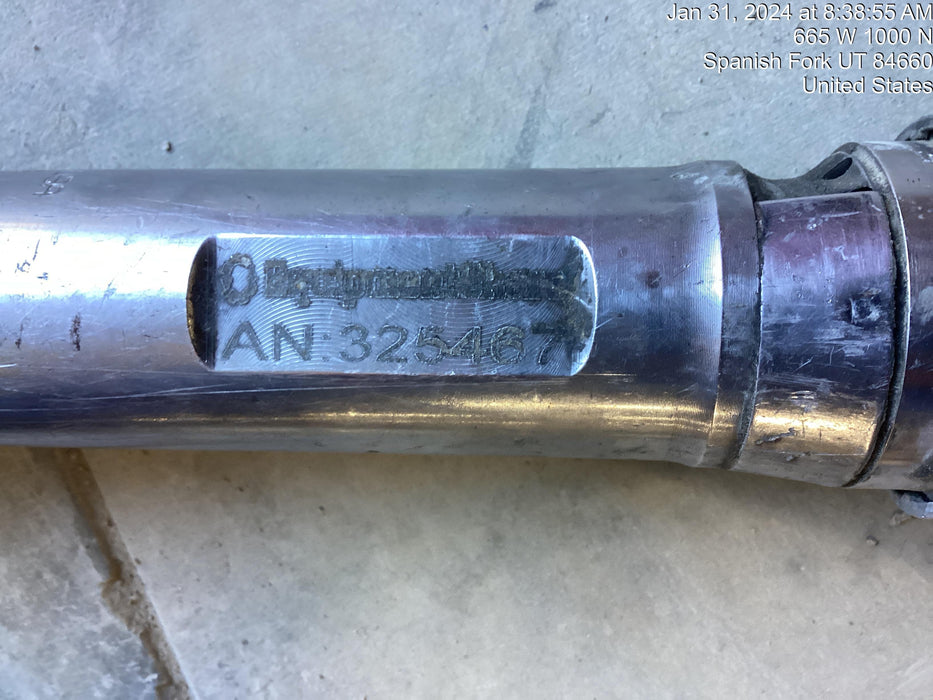 Jan 31, 2024 at 8:38:55 AM
665 W 1000 N
Spanish Fork UT 84660
United States
AN:325467